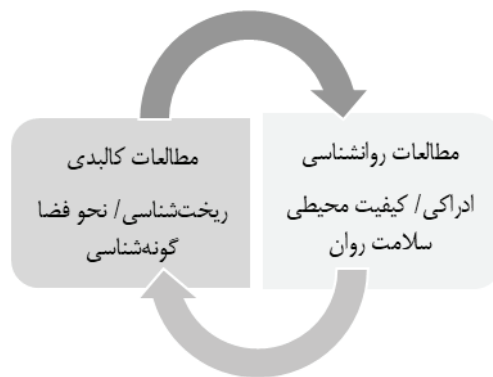 مطالعات روانشناسی
ادراکی/ کیفیت محیطی
سلامت روان
مطالعات کالبدی
ریخت‌شناسی/ نحو فضا
گونه‌شناسی